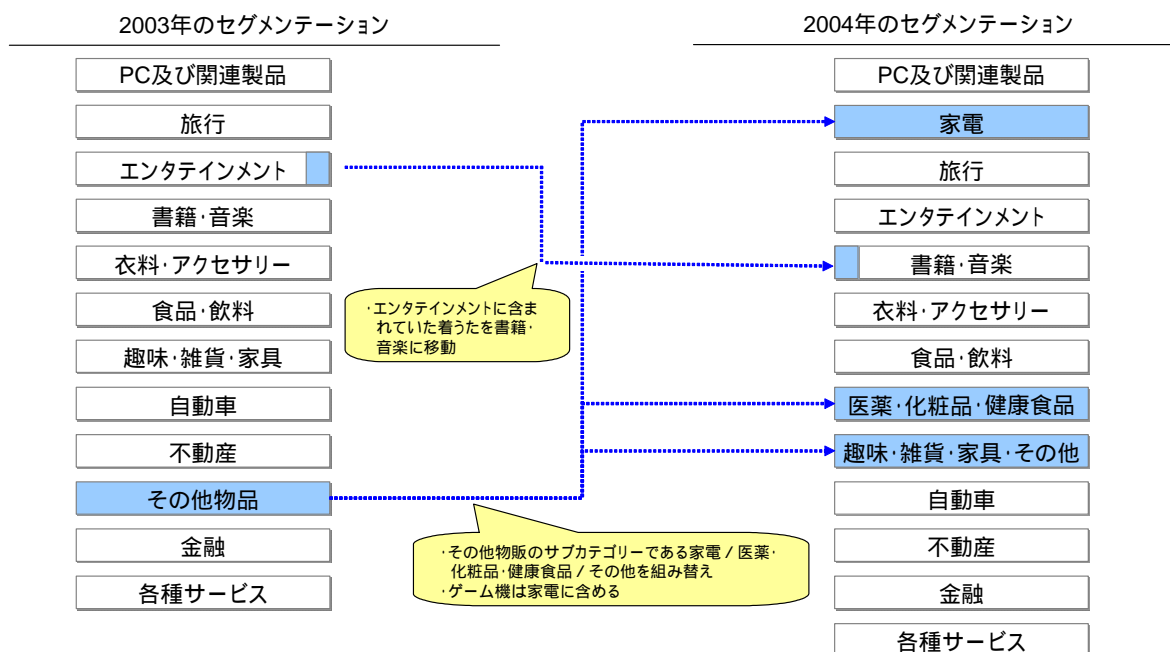 2003年のセグメンテーション
PC及び関連製品
旅行
エンタテインメント
書籍・音楽
衣料・アクセサリー
食品・飲料
趣味・雑貨・家具
自動車
不動産
その他物品
金融
各種サービス
・エンタテインメントに含ま
れていた着うたを書籍・
音楽に移動
・その他物販のサブカテゴリーである家電 / 医薬・
化粧品・健康食品 / その他を組み替え
・ゲーム機は家電に含める
2004年のセグメンテーション
PC及び関連製品
家電
旅行
エンタテインメント
書籍・音楽
衣料・アクセサリー
食品・飲料
医薬・化粧品・健康食品
趣味・雑貨・家具・その他
自動車
不動産
金融
各種サービス